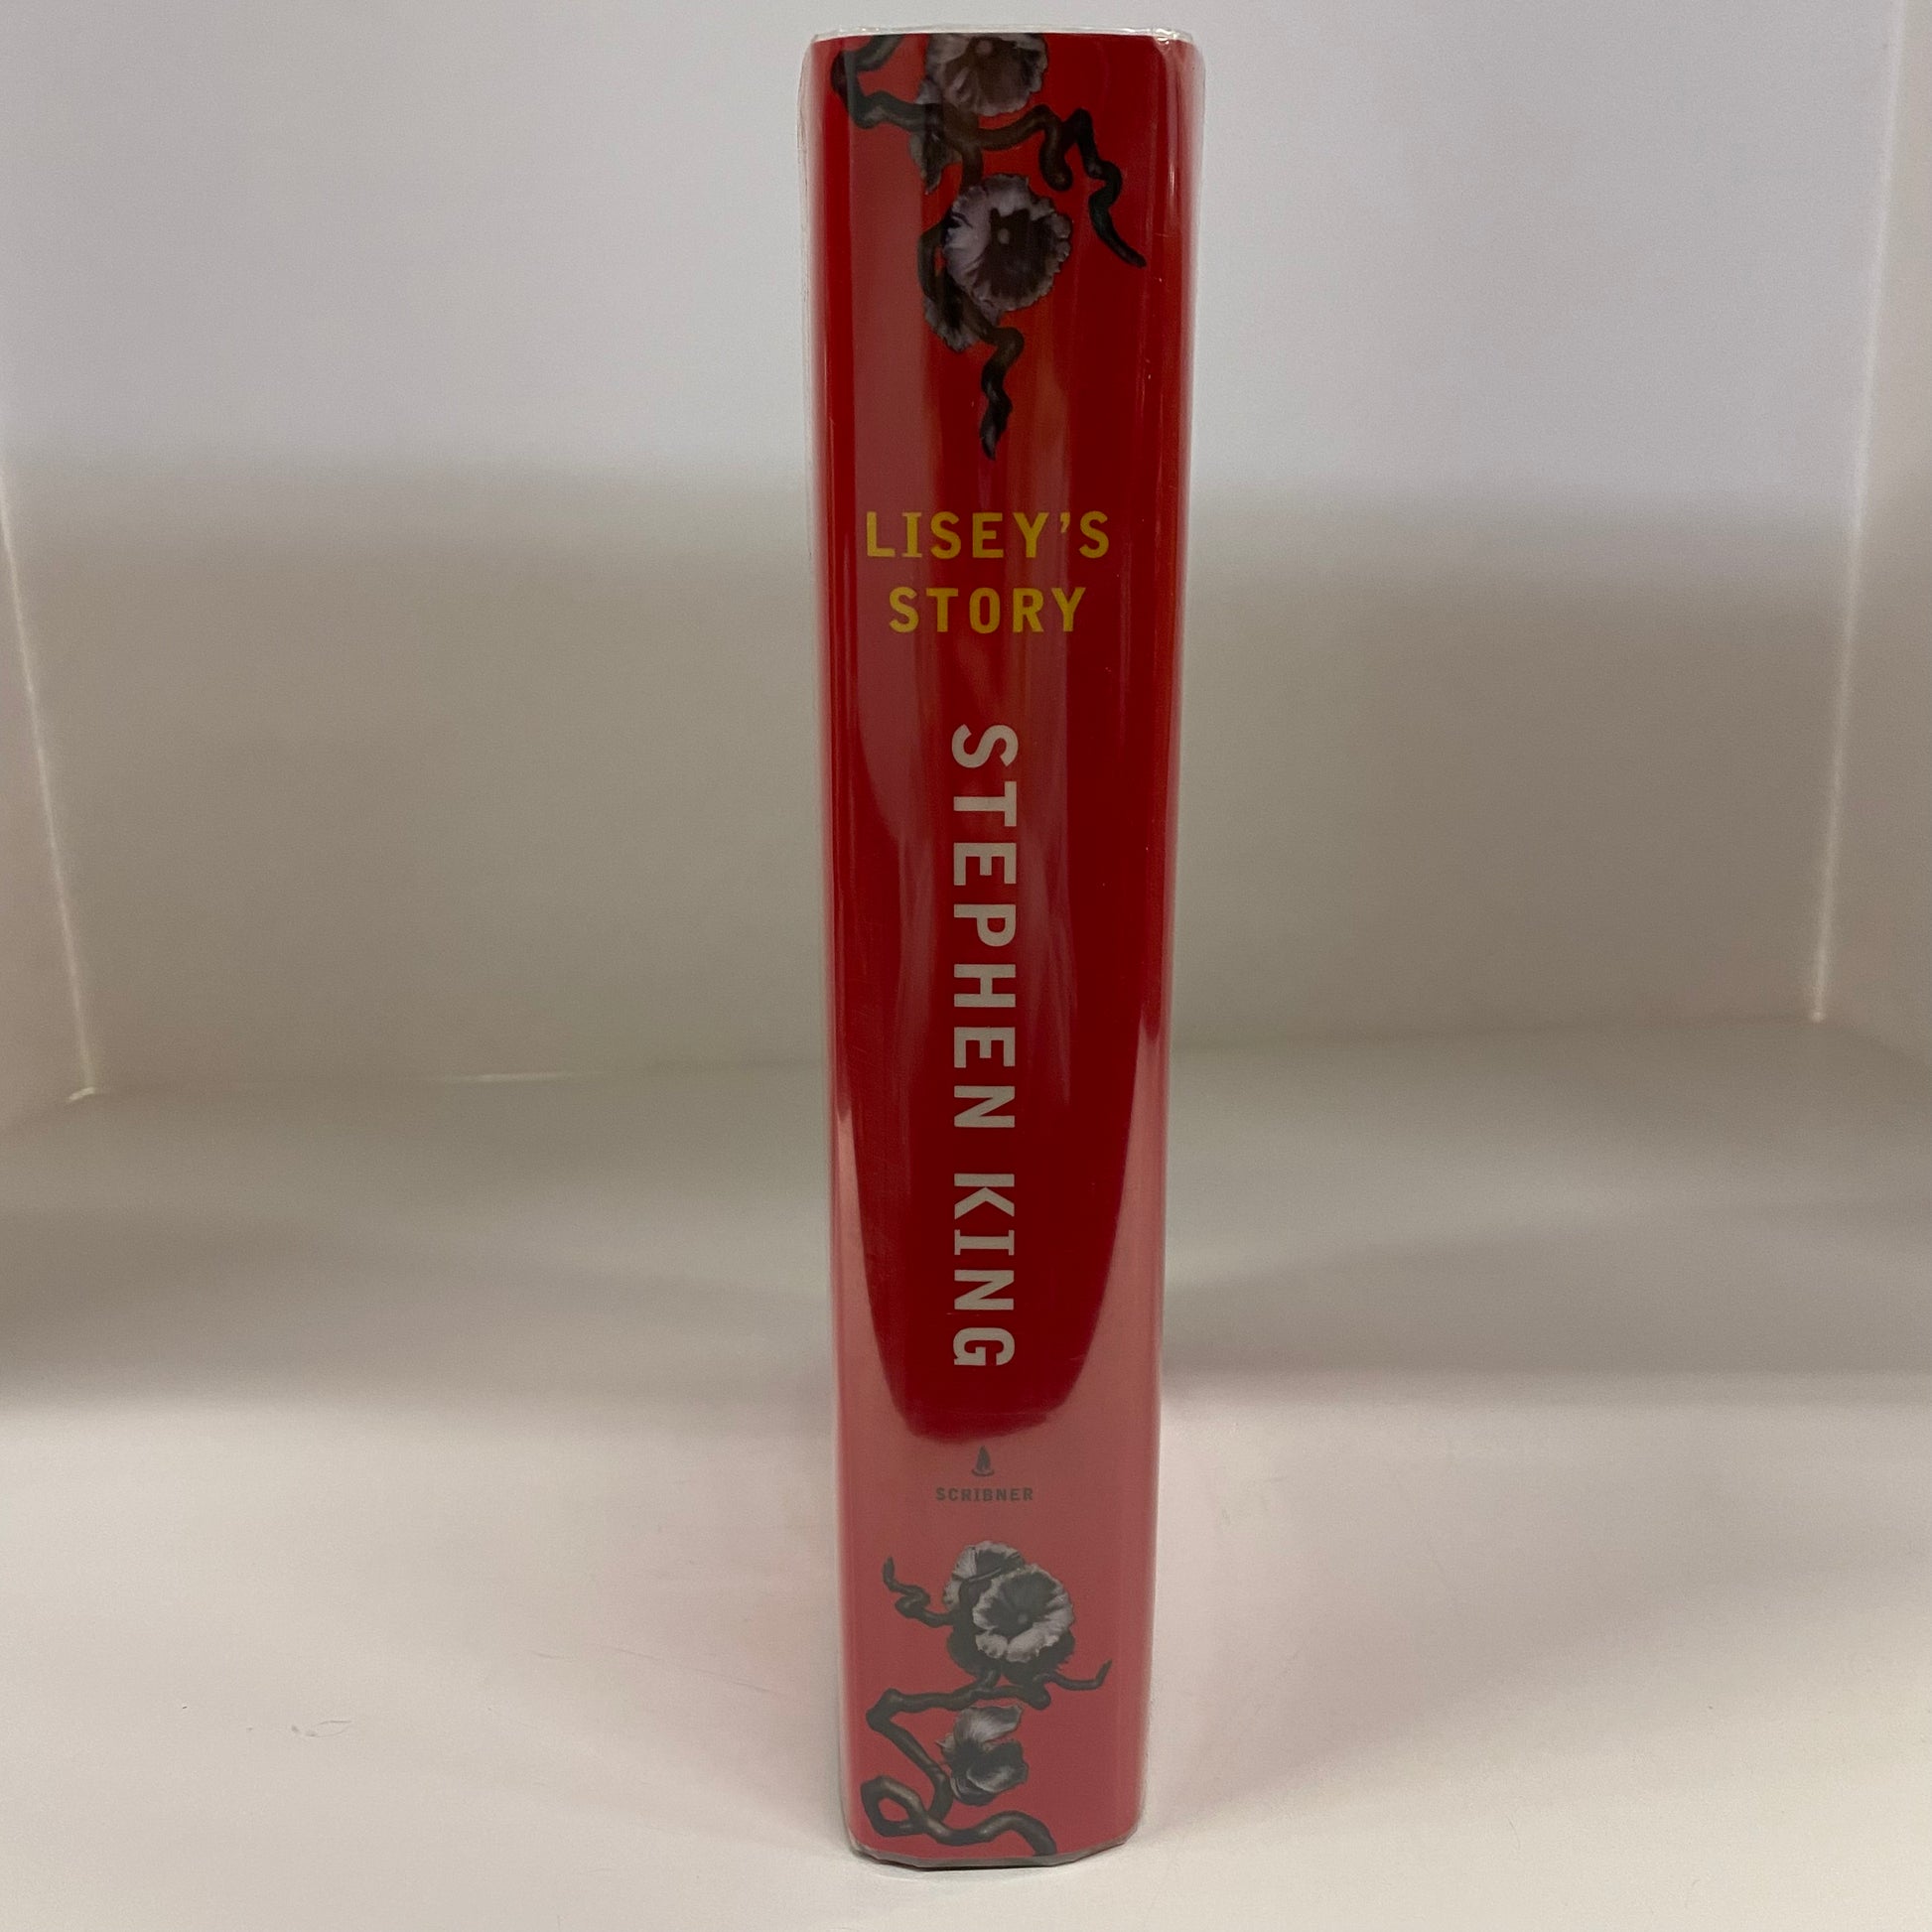 LISEY'S
STORY
STEPHEN KING
SCRIBNER